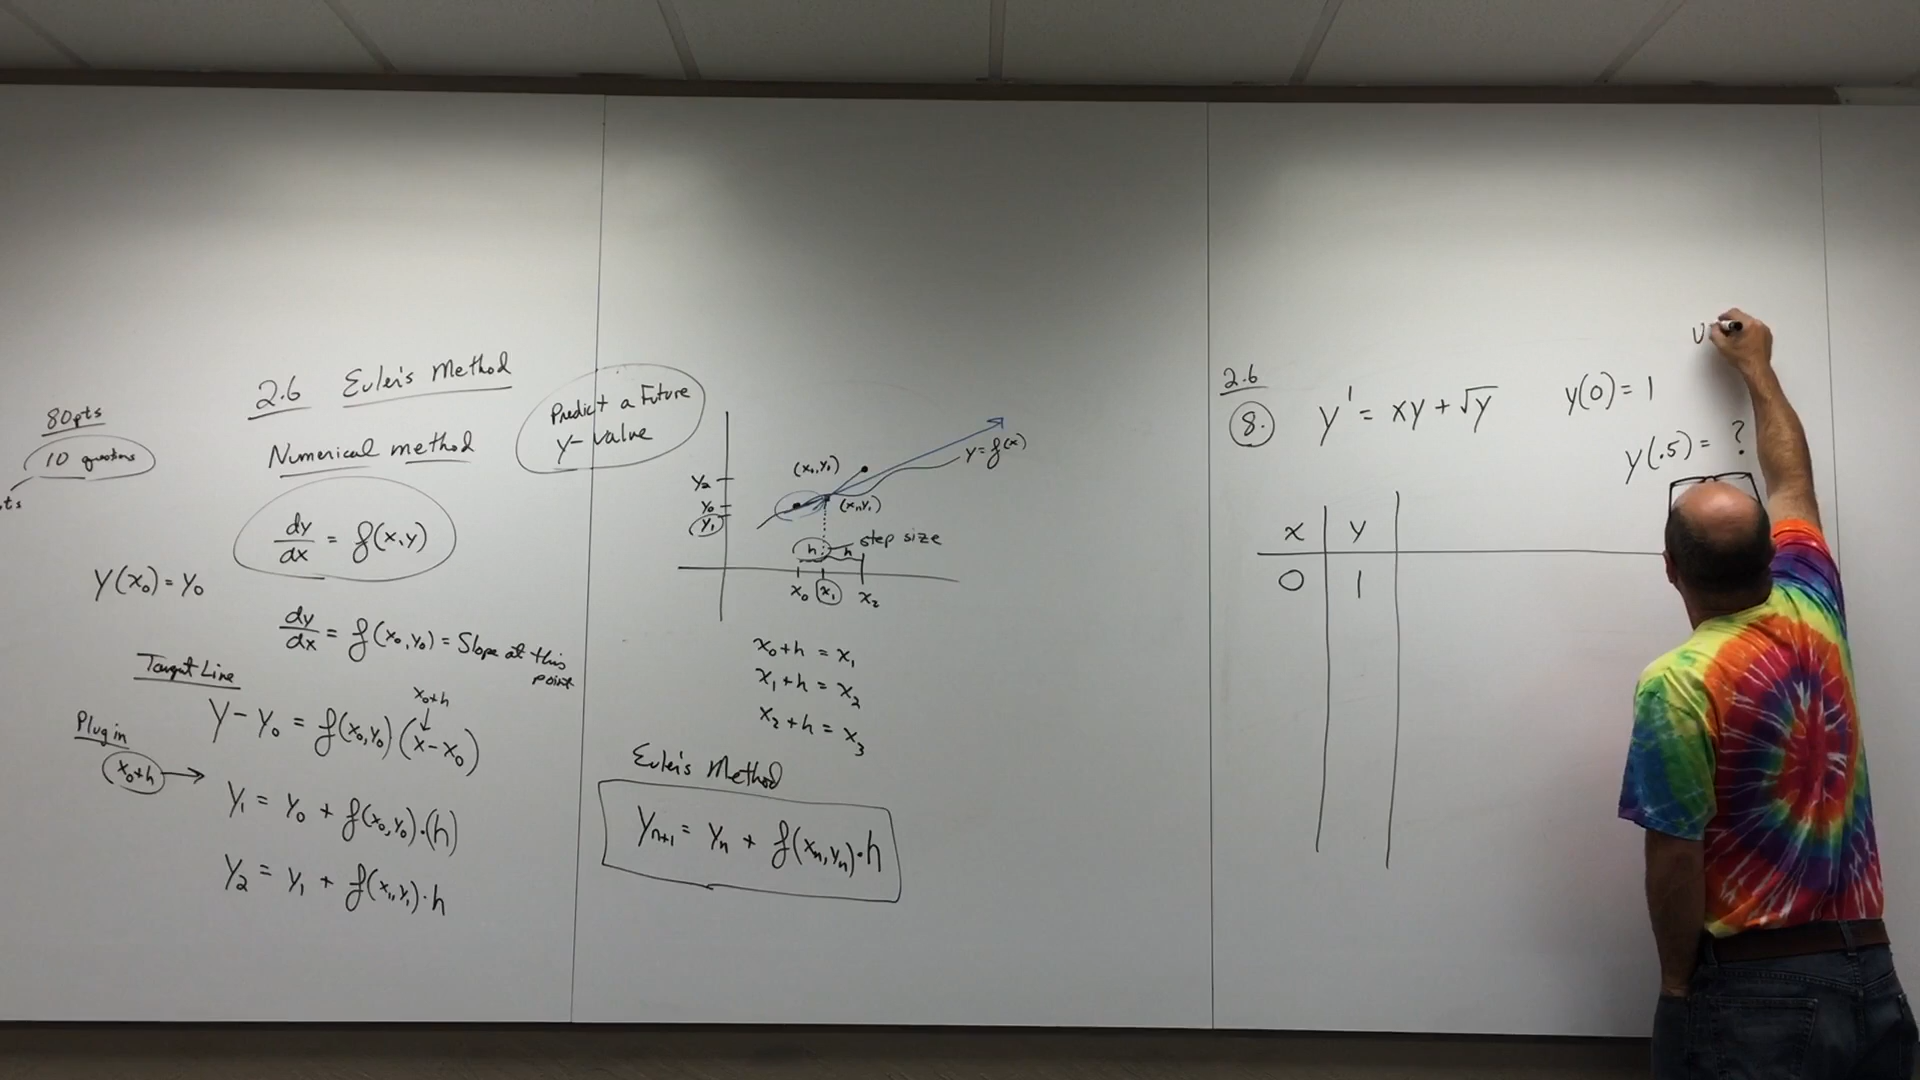 80pts
10 questions
pts
2.6 Euler's Method
Numerical method
dy/dx = f(x,y)
y(x₀) = y₀
dy/dx = f(x₀,y₀) = Slope at this point
Tangent Line
x₀+h
y - y₀ = f(x₀,y₀)(x - x₀)
Plug in
x₀+h →
y₁ = y₀ + f(x₀,y₀)·(h)
y₂ = y₁ + f(x₁,y₁)·h
Predict a Future
y-value
y = f(x)
(x₀,y₀)
y₂
y₀
y₁
h
h
step size
x₀ x₁ x₂
x₀+h = x₁
x₁+h = x₂
x₂+h = x₃
Euler's Method
yₙ₊₁ = yₙ + f(xₙ,yₙ)·h
2.6
8. y' = xy + √y y(0) = 1
y(.5) = ?
x y
0 1